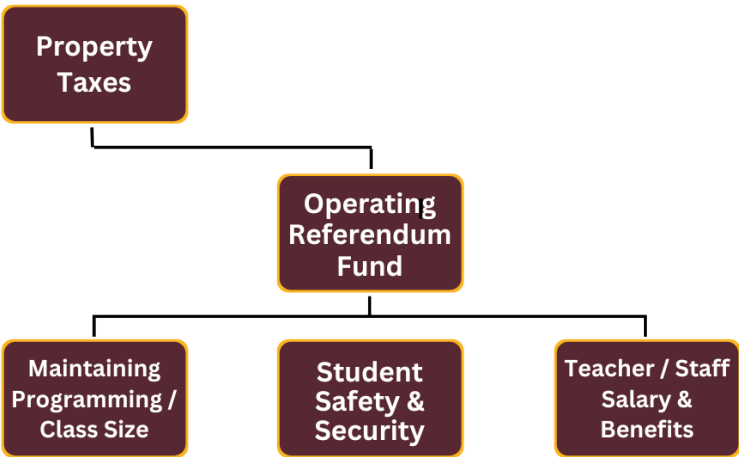 Property
Taxes
Operating
Referendum
Fund
Maintaining
Programming /
Class Size
Student
Safety &
Security
Teacher / Staff
Salary &
Benefits